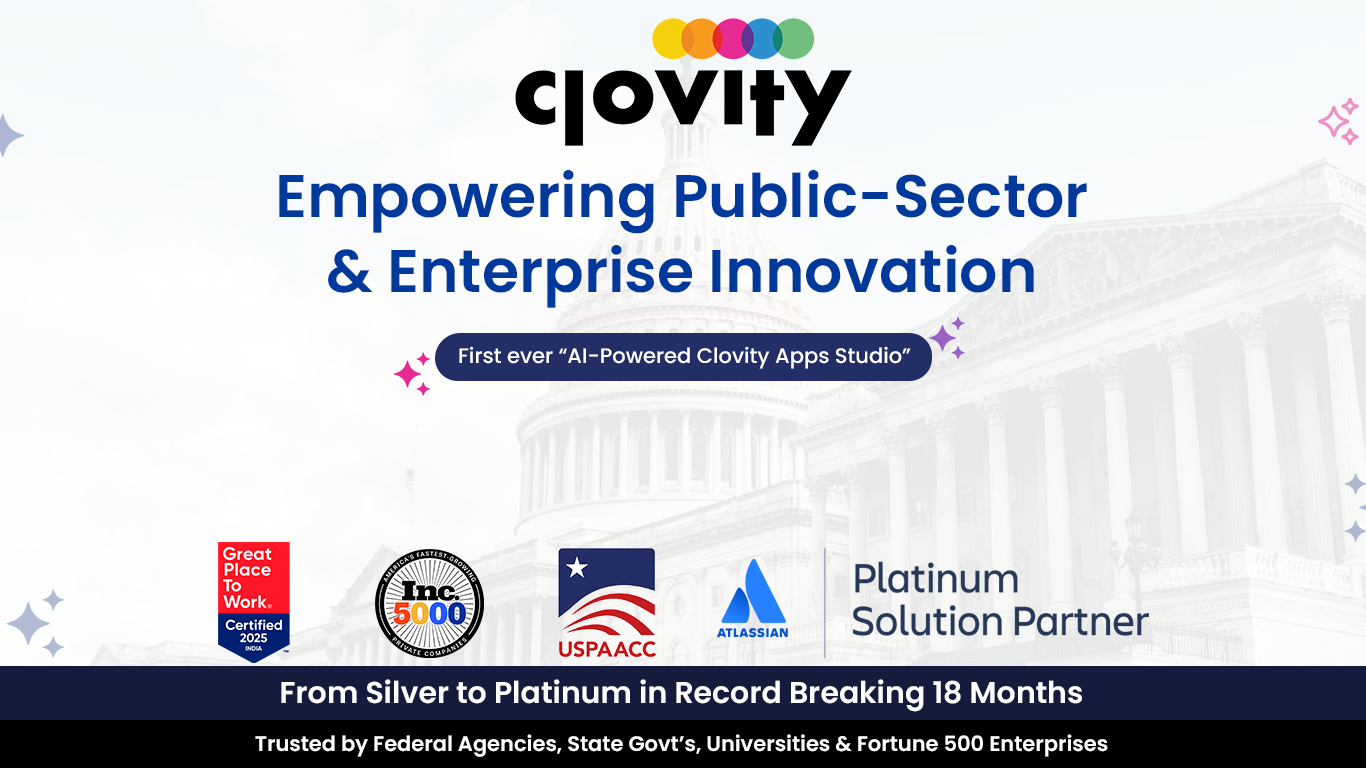 clovity
Empowering Public-Sector
& Enterprise Innovation
First ever “AI-Powered Clovity Apps Studio”
Great
Place
To
Work®
Certified
2025
INDIA
™
AMERICA'S FASTEST-GROWING
Inc.
5000
PRIVATE COMPANIES
USPAACC
ATLASSIAN
Platinum
Solution Partner
From Silver to Platinum in Record Breaking 18 Months
Trusted by Federal Agencies, State Govt’s, Universities & Fortune 500 Enterprises